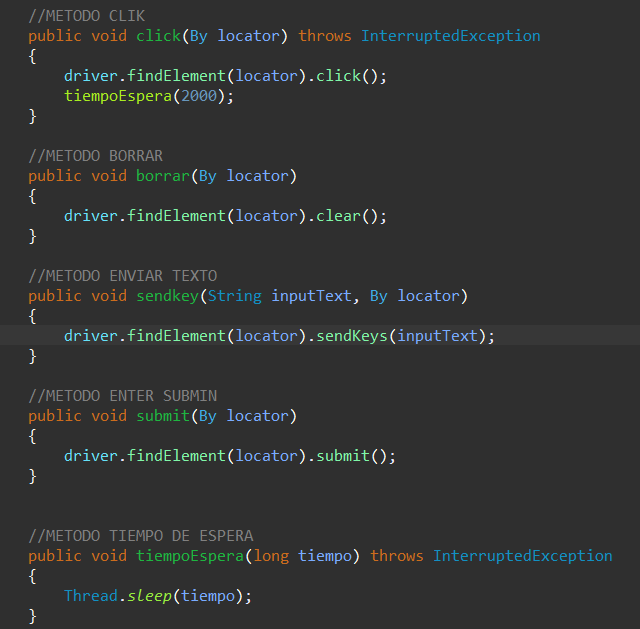 //METODO CLIK
public void click(By locator) throws InterruptedException
{
driver.findElement(locator).click();
tiempoEspera(2000);
}
//METODO BORRAR
public void borrar(By locator)
{
driver.findElement(locator).clear();
}
//METODO ENVIAR TEXTO
public void sendkey(String inputText, By locator)
{
driver.findElement(locator).sendKeys(inputText);
}
//METODO ENTER SUBMIN
public void submit(By locator)
{
driver.findElement(locator).submit();
}
//METODO TIEMPO DE ESPERA
public void tiempoEspera(long tiempo) throws InterruptedException
{
Thread.sleep(tiempo);
}